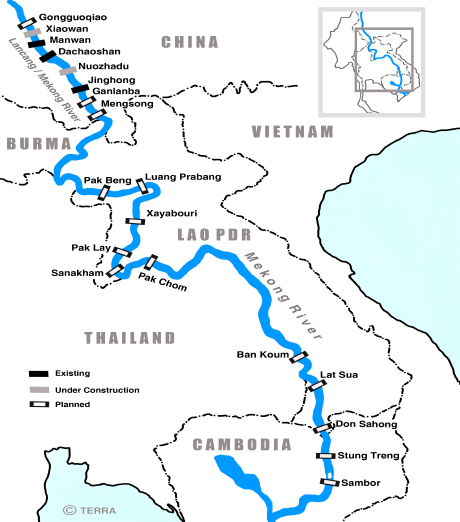 Gongguoqiao
Xiaowan
Manwan
Dachaoshan
Nuozhadu
Jinghong
Ganlanba
Mengsong
Lancang / Mekong River
CHINA
BURMA
VIETNAM
Pak Beng
Luang Prabang
Xayabouri
LAO PDR
Pak Lay
Sanakham
Pak Chom
Mekong River
THAILAND
Ban Koum
Lat Sua
Existing
Under Construction
Planned
Don Sahong
CAMBODIA
Stung Treng
Sambor
© TERRA